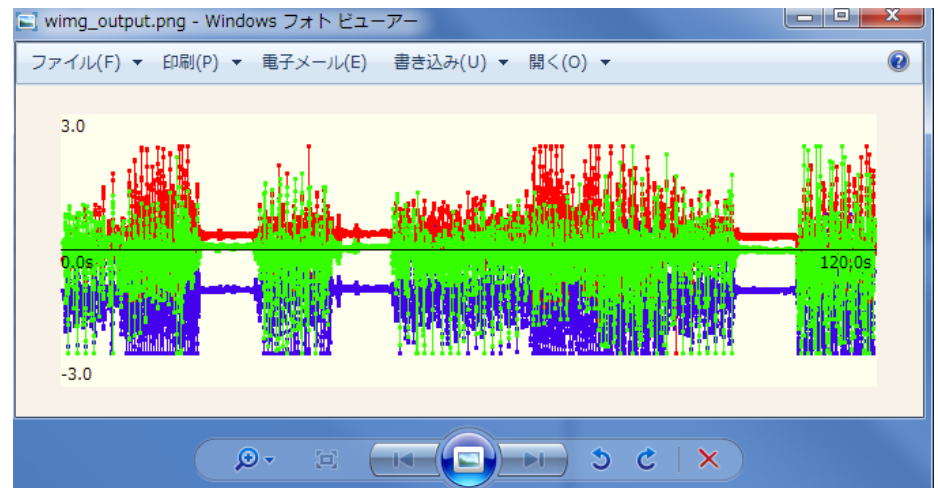 wimg_output.png - Windows フォト ビューアー
ファイル(F) 印刷(P) 電子メール(E) 書き込み(U) 開く(O)
3.0
0.0s 120.0s
-3.0